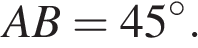 AB = 45°.